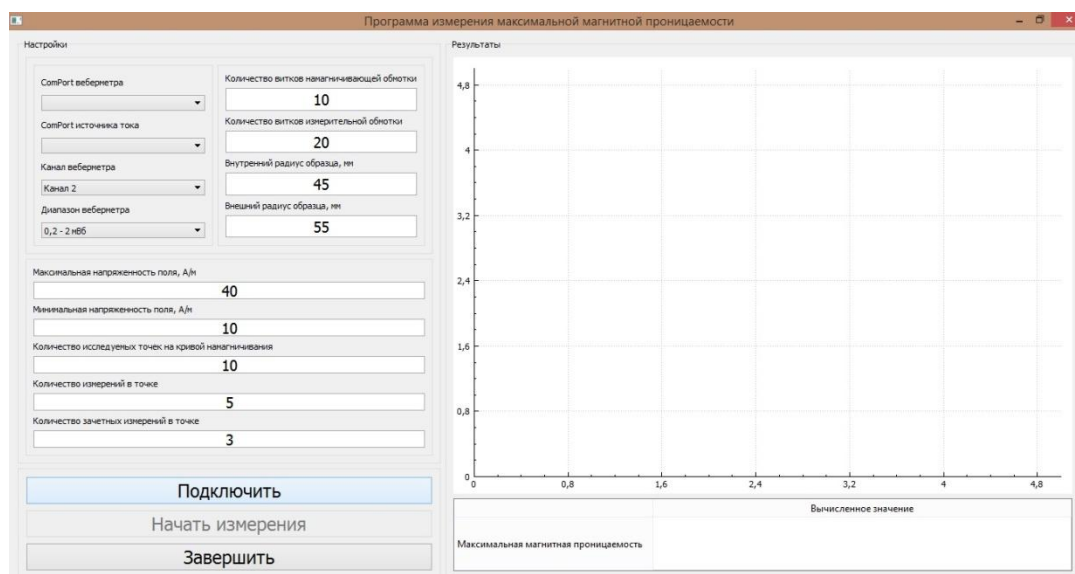 Программа измерения максимальной магнитной проницаемости
Настройки
ComPort веберметра
ComPort источника тока
Канал веберметра
Канал 2
Диапазон веберметра
0,2 - 2 мВб
Количество витков намагничивающей обмотки
10
Количество витков измерительной обмотки
20
Внутренний радиус образца, мм
45
Внешний радиус образца, мм
55
Максимальная напряженность поля, А/м
40
Минимальная напряженность поля, А/м
10
Количество исследуемых точек на кривой намагничивания
10
Количество измерений в точке
5
Количество зачетных измерений в точке
3
Подключить
Начать измерения
Завершить
Результаты
4,8
4
3,2
2,4
1,6
0,8
0
0 0,8 1,6 2,4 3,2 4 4,8
Вычисленное значение
Максимальная магнитная проницаемость